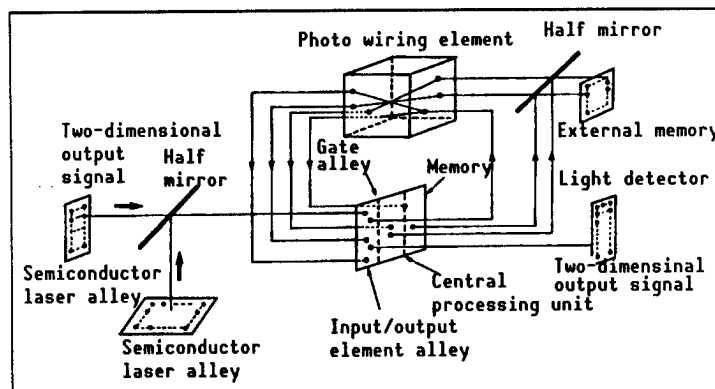 Photo wiring element
Half mirror
Two-dimensional
output
signal
Half
mirror
External memory
Gate
alley
Memory
Light detector
Semiconductor
laser alley
Central
processing unit
Two-dimensinal
output signal
Input/output
element alley
Semiconductor
laser alley